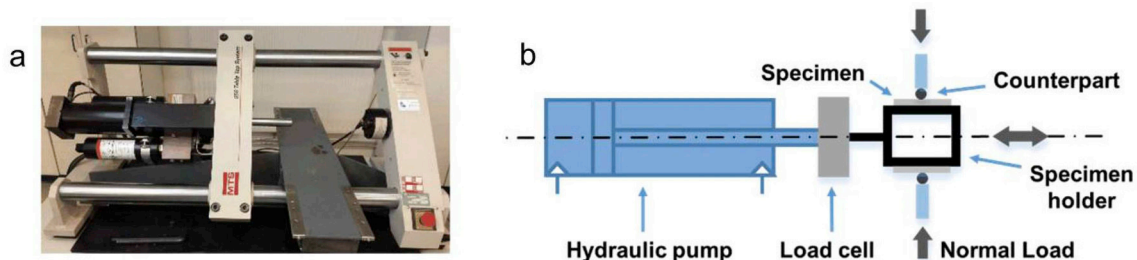 a
MTS
b
Specimen
Counterpart
Specimen
holder
Hydraulic pump
Load cell
Normal Load